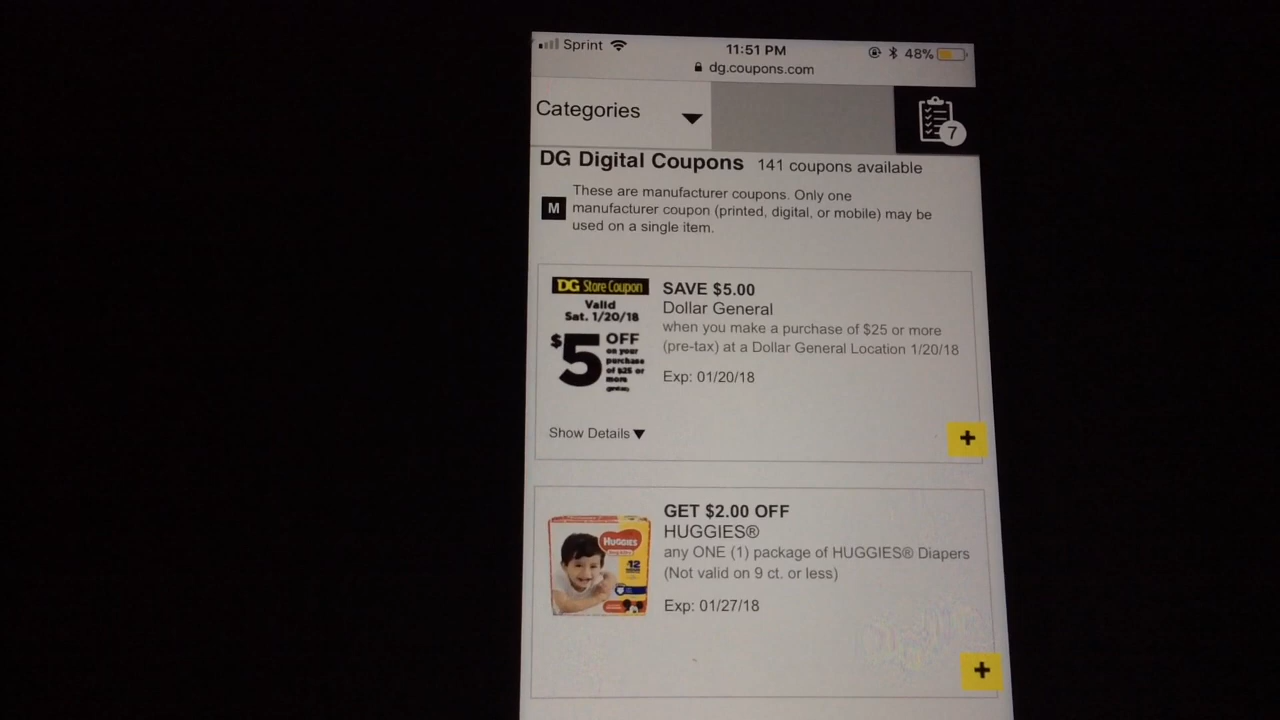 Sprint
11:51 PM
48%
dg.coupons.com
Categories
7
DG Digital Coupons 141 coupons available
M
These are manufacturer coupons. Only one
manufacturer coupon (printed, digital, or mobile) may be
used on a single item.
DG Store Coupon
Valid
Sat. 1/20/18
$5 OFF
on your
purchase
of $25 or
more
SAVE $5.00
Dollar General
when you make a purchase of $25 or more
(pre-tax) at a Dollar General Location 1/20/18
Exp: 01/20/18
Show Details
+
HUGGIES
12
GET $2.00 OFF
HUGGIES®
any ONE (1) package of HUGGIES® Diapers
(Not valid on 9 ct. or less)
Exp: 01/27/18
+